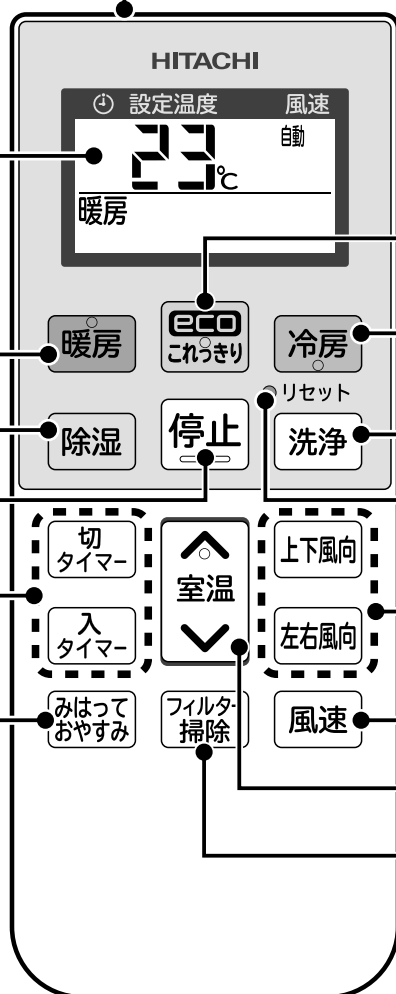 HITACHI
設定温度 風速
23℃ 自動
暖房
暖房 eco これっきり 冷房
リセット
除湿 停止 洗浄
切タイマー 室温 上下風向
入タイマー 左右風向
みはっておやすみ フィルター掃除 風速